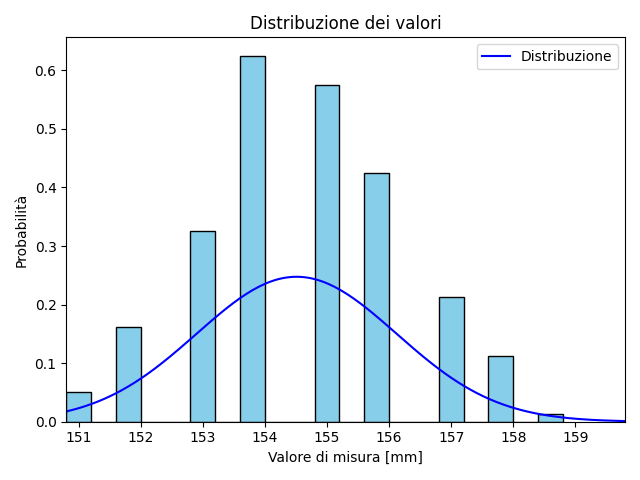 Distribuzione dei valori
Distribuzione
Probabilità
0.6
0.5
0.4
0.3
0.2
0.1
0.0
151 152 153 154 155 156 157 158 159
Valore di misura [mm]